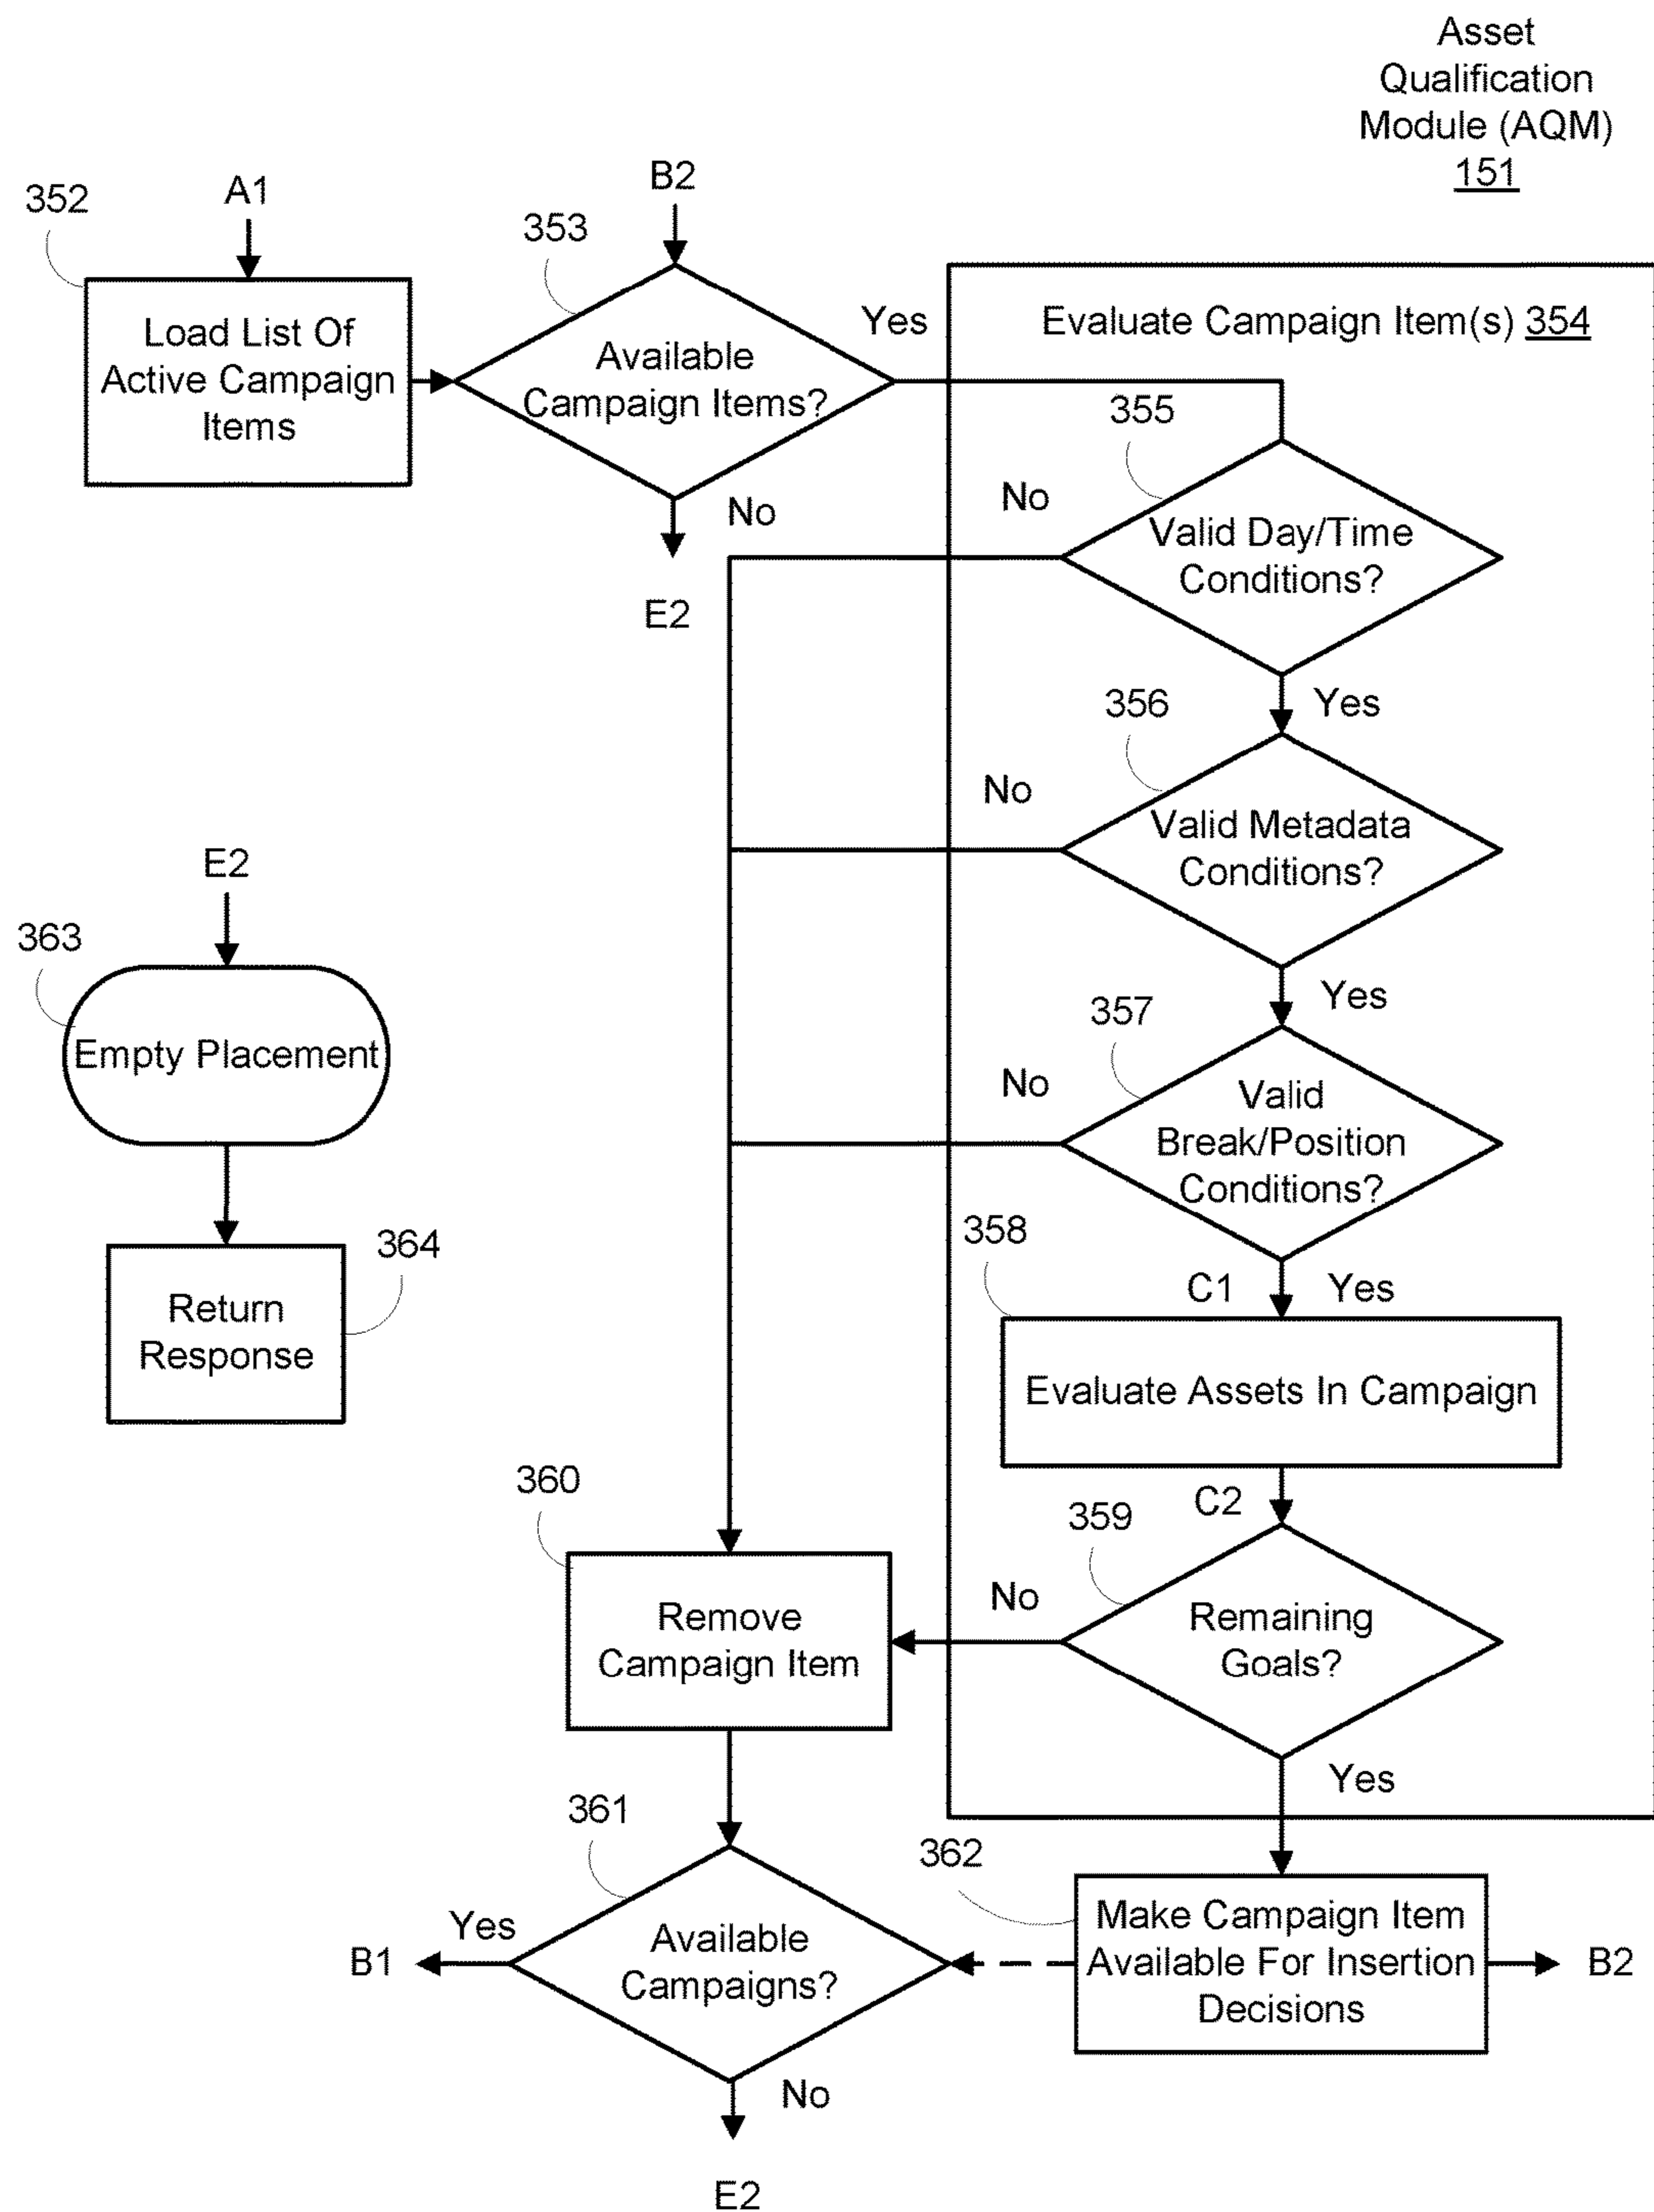 Asset
Qualification
Module (AQM)
151
352
A1
Load List Of
Active Campaign
Items
353
B2
Available
Campaign Items?
Yes
No
E2
Evaluate Campaign Item(s) 354
355
No
Valid Day/Time
Conditions?
Yes
356
No
Valid Metadata
Conditions?
Yes
357
No
Valid
Break/Position
Conditions?
C1
Yes
358
Evaluate Assets In Campaign
C2
359
No
Remaining
Goals?
Yes
E2
363
Empty Placement
364
Return
Response
360
Remove
Campaign Item
361
Yes
B1
Available
Campaigns?
No
E2
362
Make Campaign Item
Available For Insertion
Decisions
B2